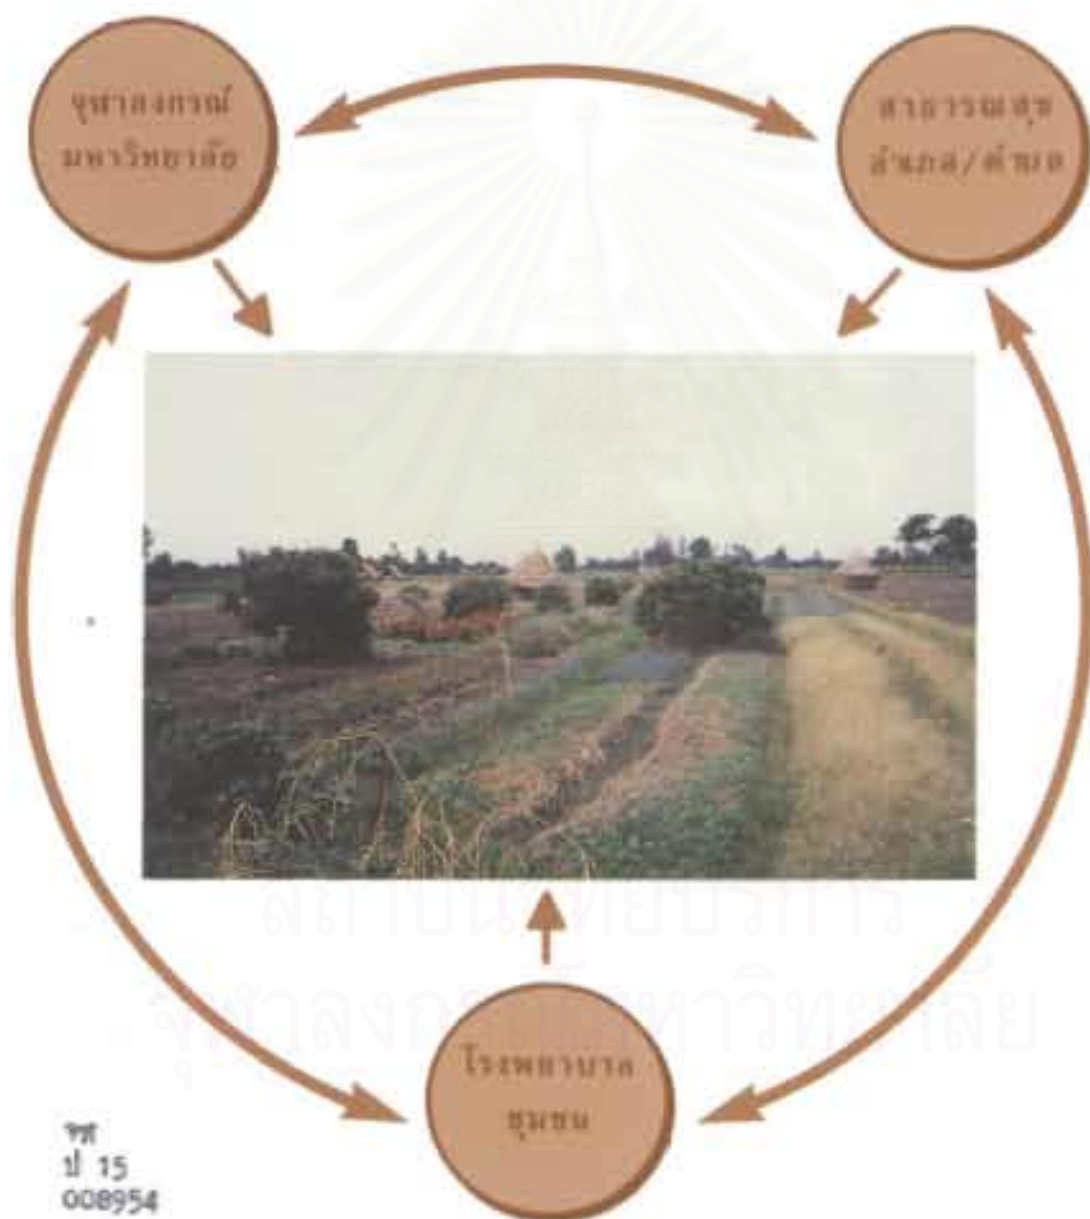 จุฬาลงกรณ์
มหาวิทยาลัย
สาธารณสุข
อำเภอ/ตำบล
สถาบันวิทยบริการ
จุฬาลงกรณ์มหาวิทยาลัย
โรงพยาบาล
ชุมชน
ป 15
008954